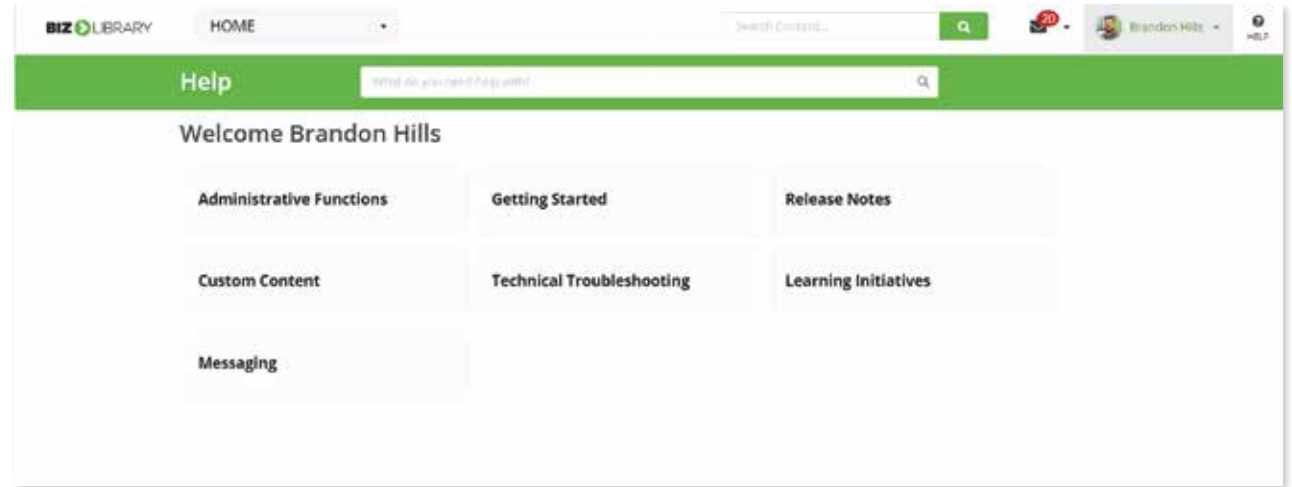 BIZ LIBRARY
HOME
Search Content...
20
Brandon Hills
HELP
Help
What do you need help with?
Welcome Brandon Hills
Administrative Functions
Getting Started
Release Notes
Custom Content
Technical Troubleshooting
Learning Initiatives
Messaging